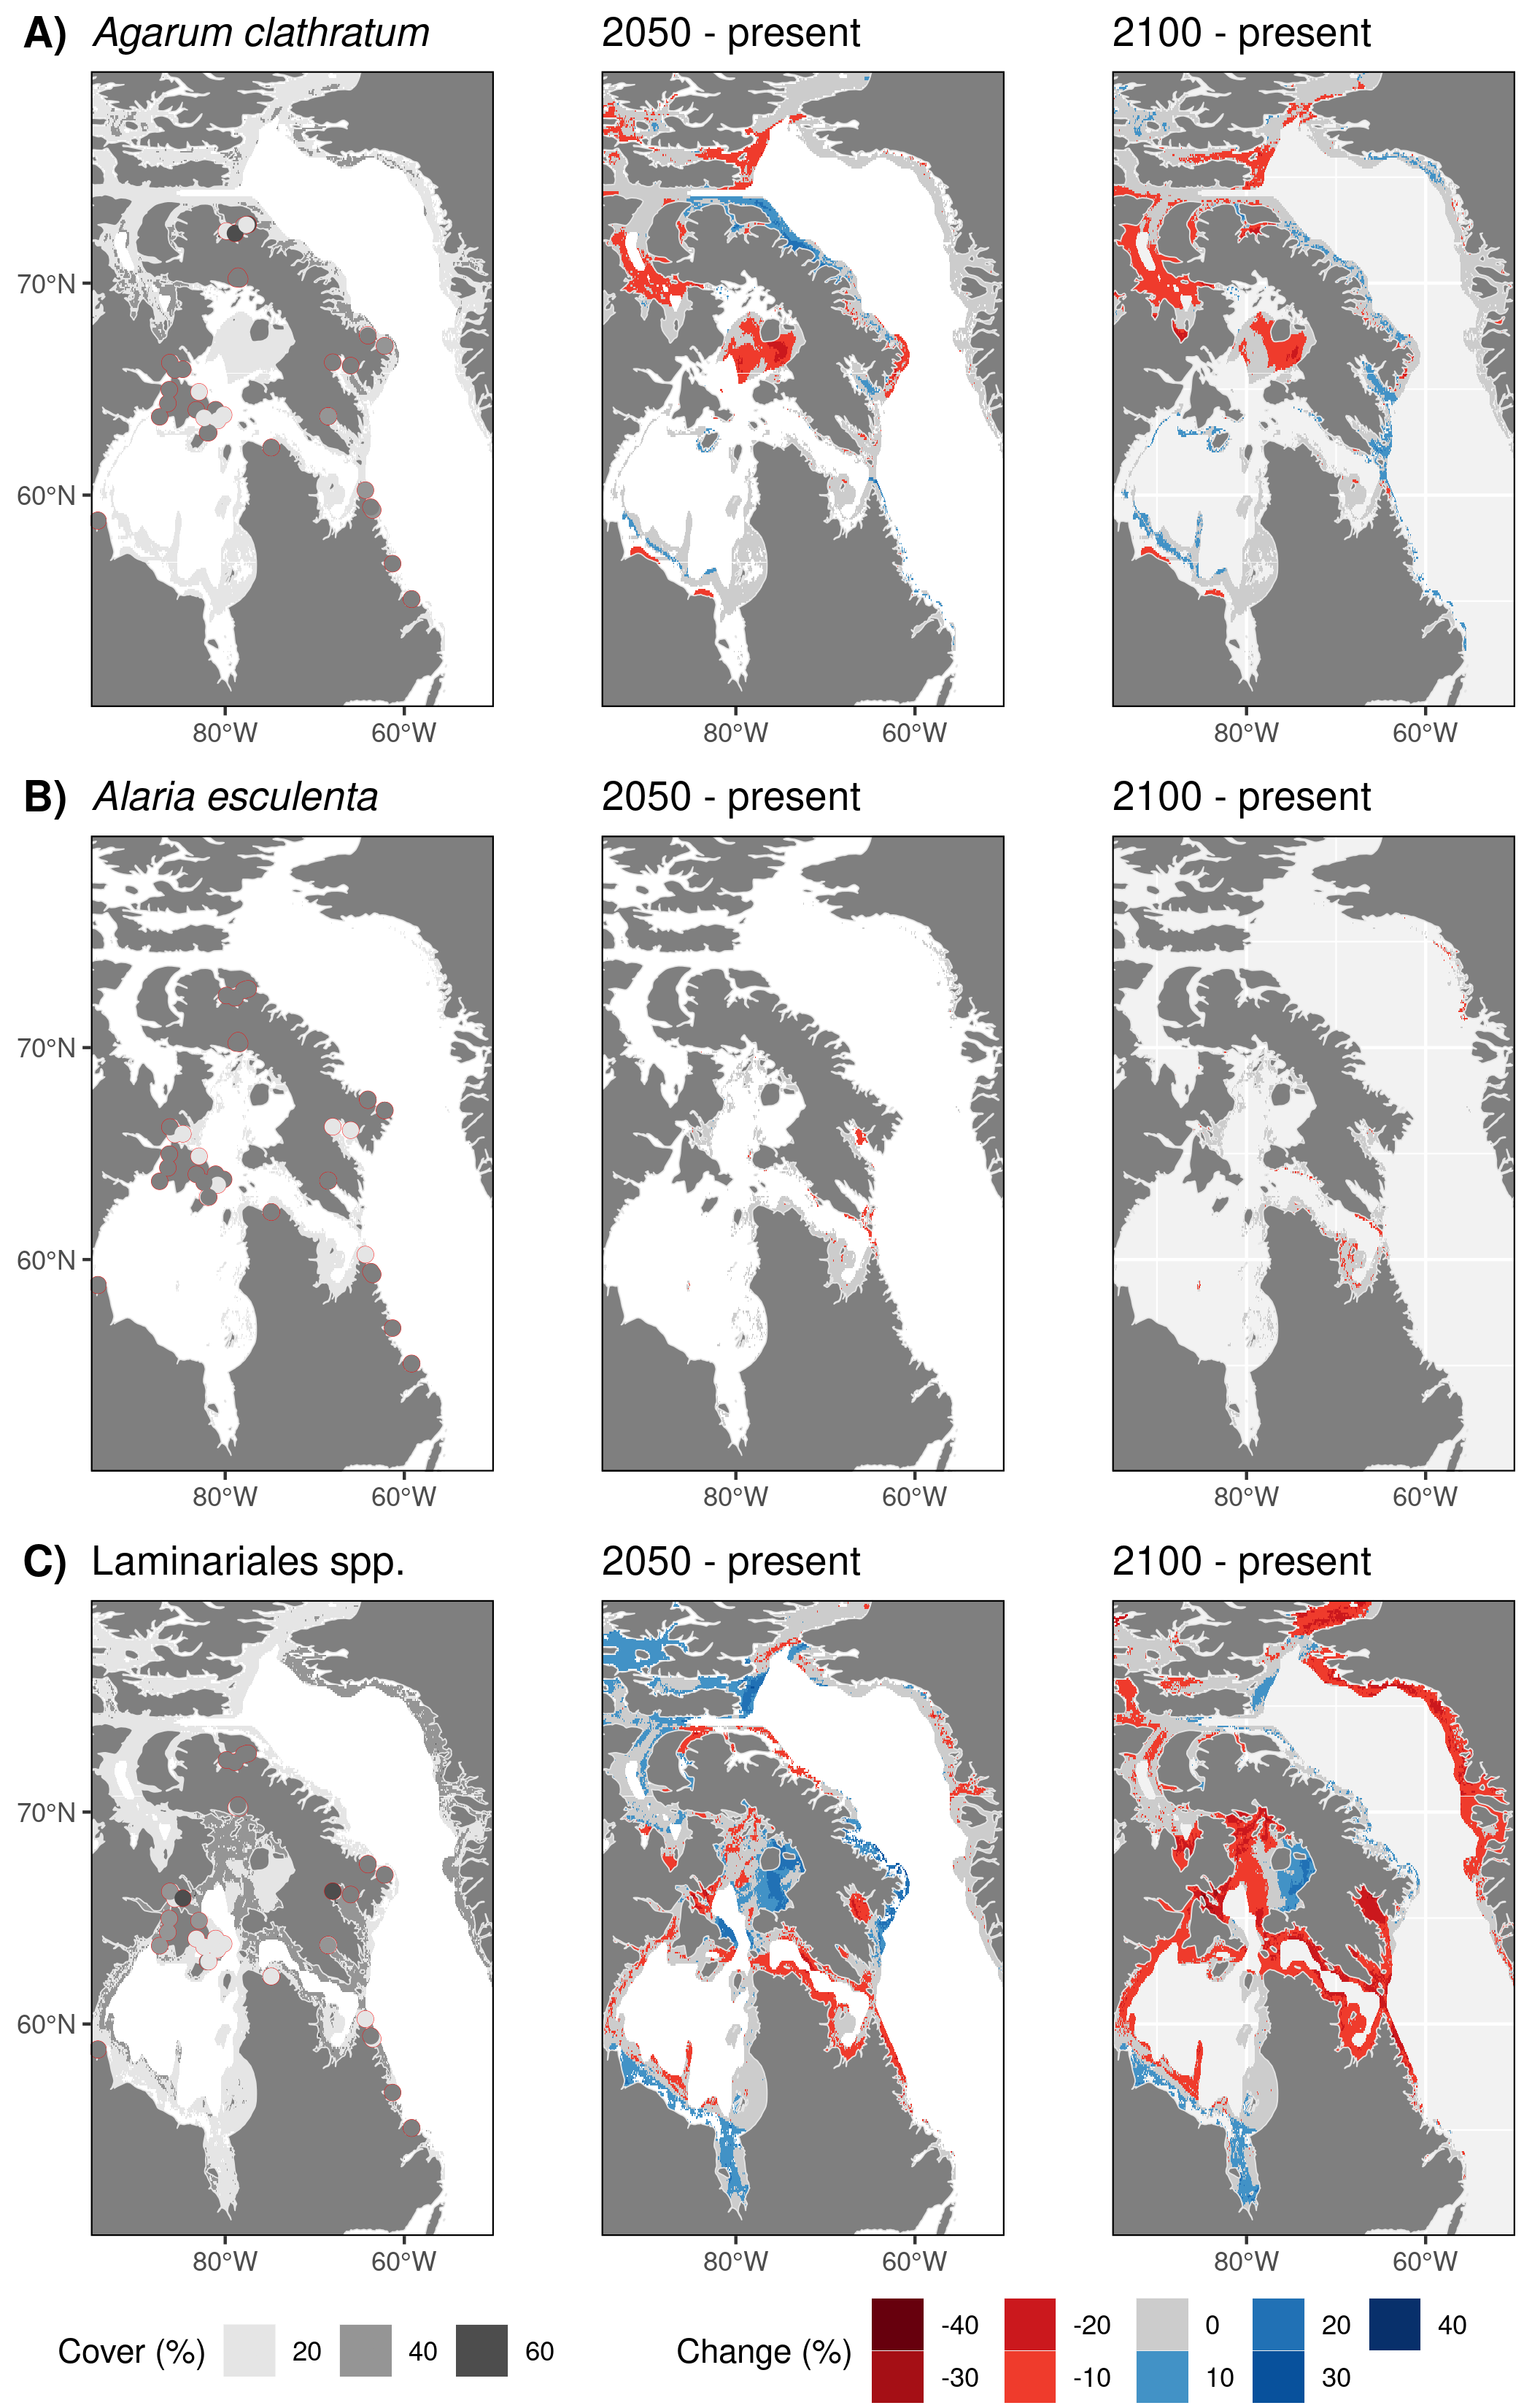 A) Agarum clathratum 2050 - present 2100 - present
70°N
60°N
80°W 60°W 80°W 60°W 80°W 60°W
B) Alaria esculenta 2050 - present 2100 - present
70°N
60°N
80°W 60°W 80°W 60°W 80°W 60°W
C) Laminariales spp. 2050 - present 2100 - present
70°N
60°N
80°W 60°W 80°W 60°W 80°W 60°W
Cover (%) 20 40 60
Change (%) -40 -20 0 20 40
-30 -10 10 30